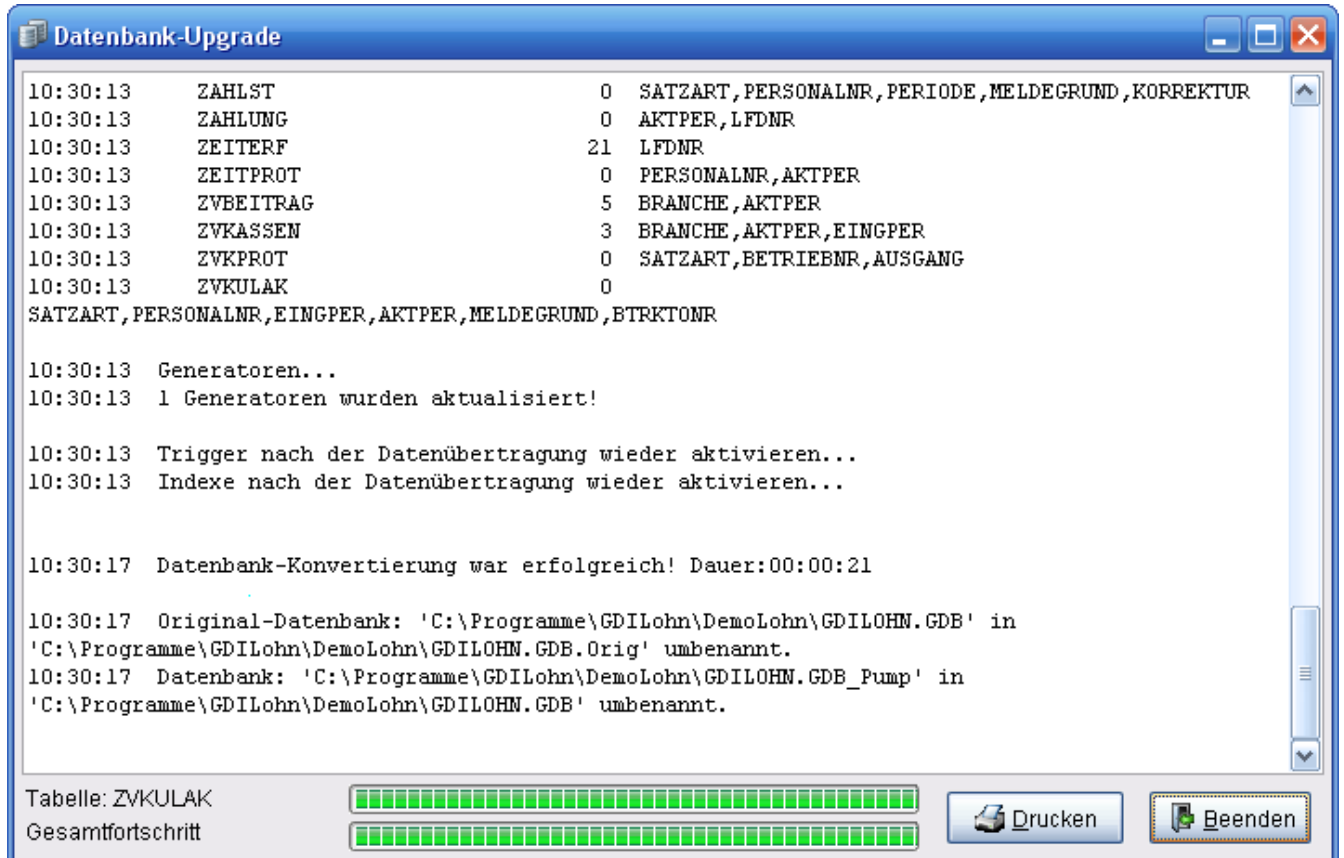 Datenbank-Upgrade
10:30:13 ZAHLST 0 SATZART,PERSONALNR,PERIODE,MELDEGRUND,KORREKTUR
10:30:13 ZAHLUNG 0 AKTPER,LFDNR
10:30:13 ZEITERF 21 LFDNR
10:30:13 ZEITPROT 0 PERSONALNR,AKTPER
10:30:13 ZVBEITRAG 5 BRANCHE,AKTPER
10:30:13 ZVKASSEN 3 BRANCHE,AKTPER,EINGPER
10:30:13 ZVKPROT 0 SATZART,BETRIEBNR,AUSGANG
10:30:13 ZVKULAK 0
SATZART,PERSONALNR,EINGPER,AKTPER,MELDEGRUND,BTRKTONR
10:30:13 Generatoren...
10:30:13 1 Generatoren wurden aktualisiert!
10:30:13 Trigger nach der Datenübertragung wieder aktivieren...
10:30:13 Indexe nach der Datenübertragung wieder aktivieren...
10:30:17 Datenbank-Konvertierung war erfolgreich! Dauer:00:00:21
10:30:17 Original-Datenbank: 'C:\Programme\GDILohn\DemoLohn\GDILOHN.GDB' in
'C:\Programme\GDILohn\DemoLohn\GDILOHN.GDB.Orig' umbenannt.
10:30:17 Datenbank: 'C:\Programme\GDILohn\DemoLohn\GDILOHN.GDB_Pump' in
'C:\Programme\GDILohn\DemoLohn\GDILOHN.GDB' umbenannt.
Tabelle: ZVKULAK
Gesamtfortschritt
Drucken
Beenden